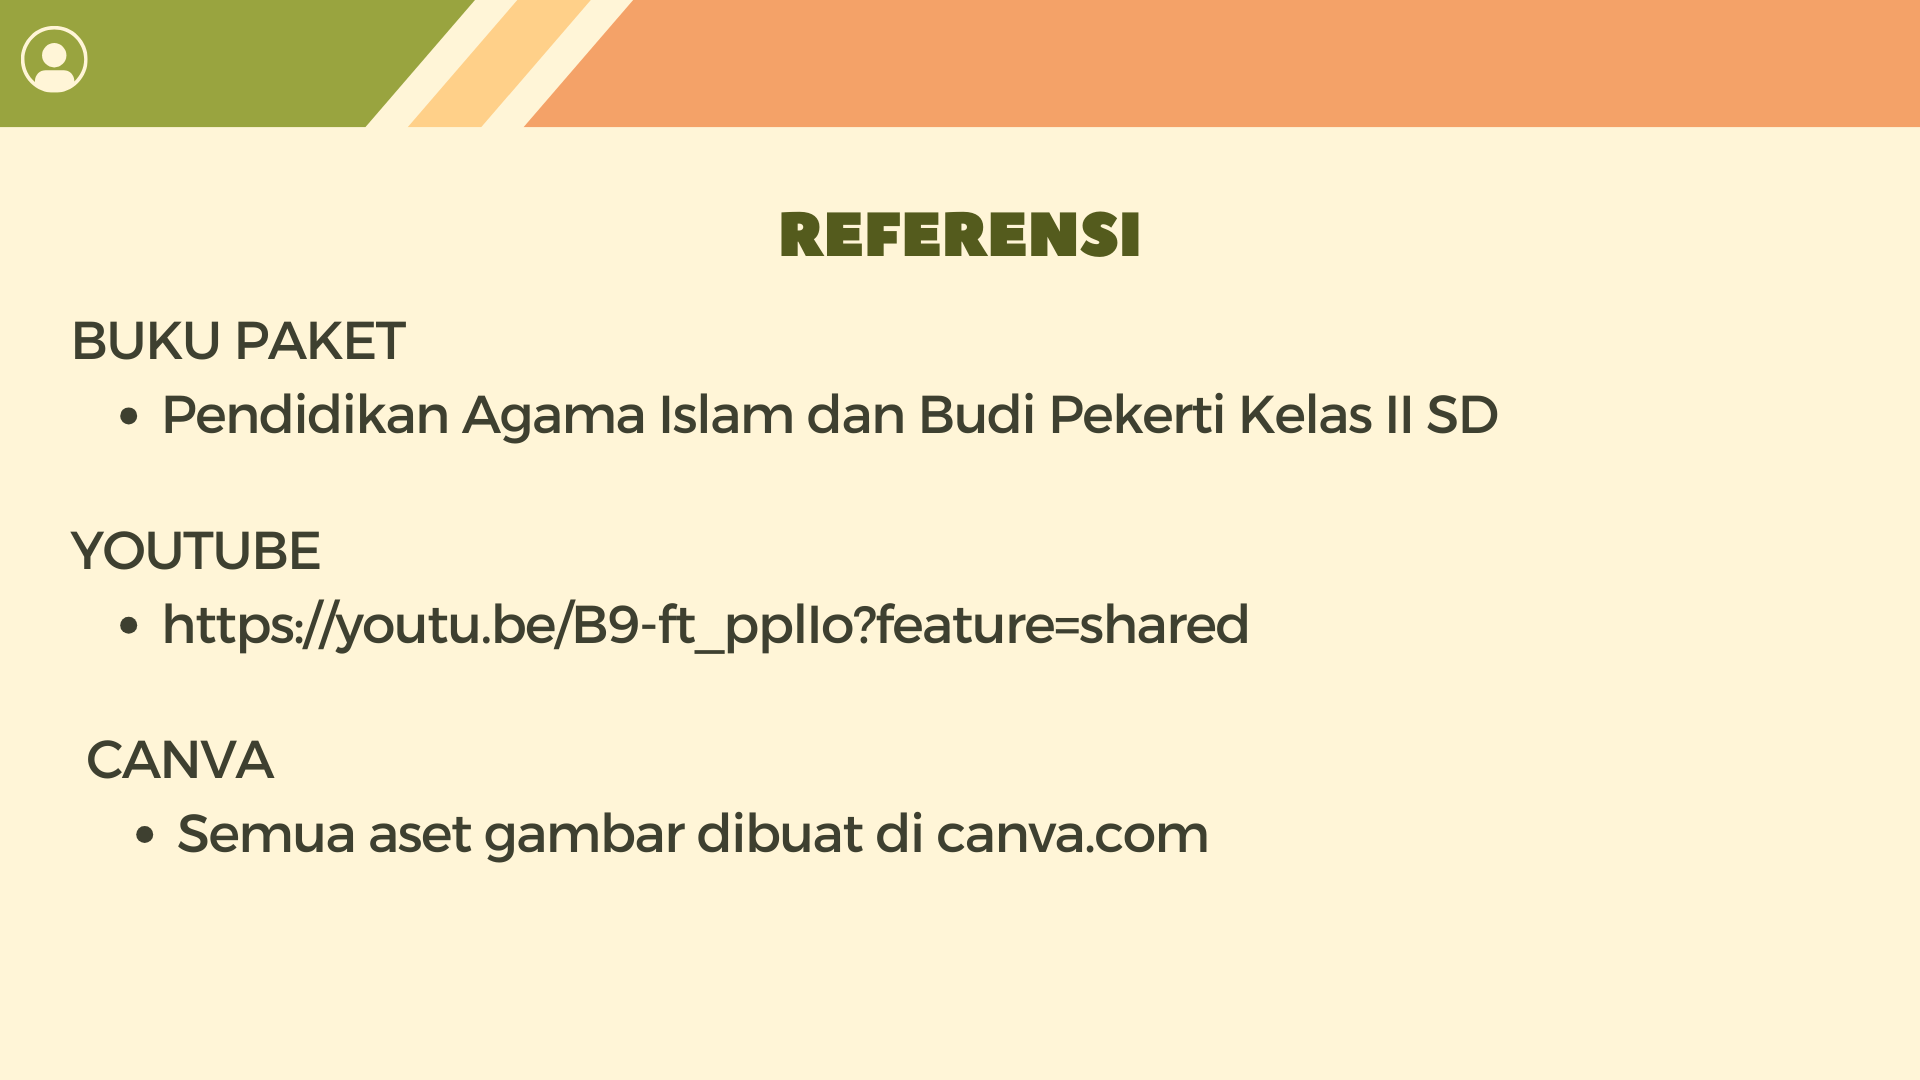 REFERENSI
BUKU PAKET
• Pendidikan Agama Islam dan Budi Pekerti Kelas II SD
YOUTUBE
• https://youtu.be/B9-ft_pplIo?feature=shared
CANVA
• Semua aset gambar dibuat di canva.com